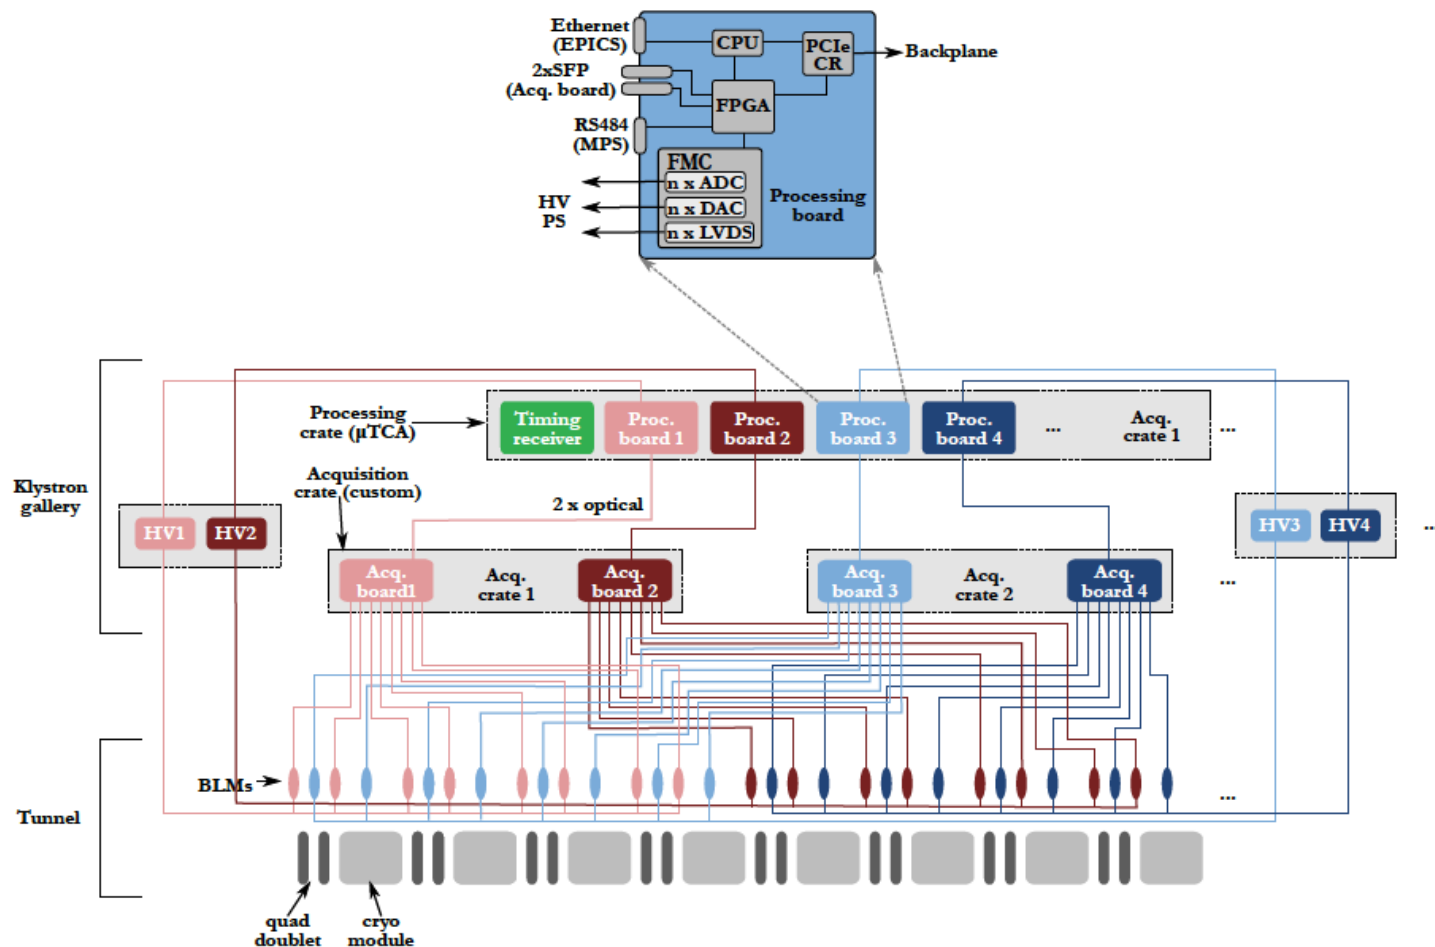 Ethernet
(EPICS)
CPU
PCIe
CR
Backplane
2xSFP
(Acq. board)
FPGA
RS484
(MPS)
FMC
n x ADC
n x DAC
n x LVDS
HV
PS
Processing
board
Processing
crate (µTCA)
Timing
receiver
Proc.
board 1
Proc.
board 2
Proc.
board 3
Proc.
board 4
...
Acq.
crate 1
...
Klystron
gallery
Acquisition
crate (custom)
2 x optical
HV1
HV2
HV3
HV4
...
Acq.
board1
Acq.
crate 1
Acq.
board 2
Acq.
board 3
Acq.
crate 2
Acq.
board 4
...
BLMs
...
Tunnel
quad
doublet
cryo
module